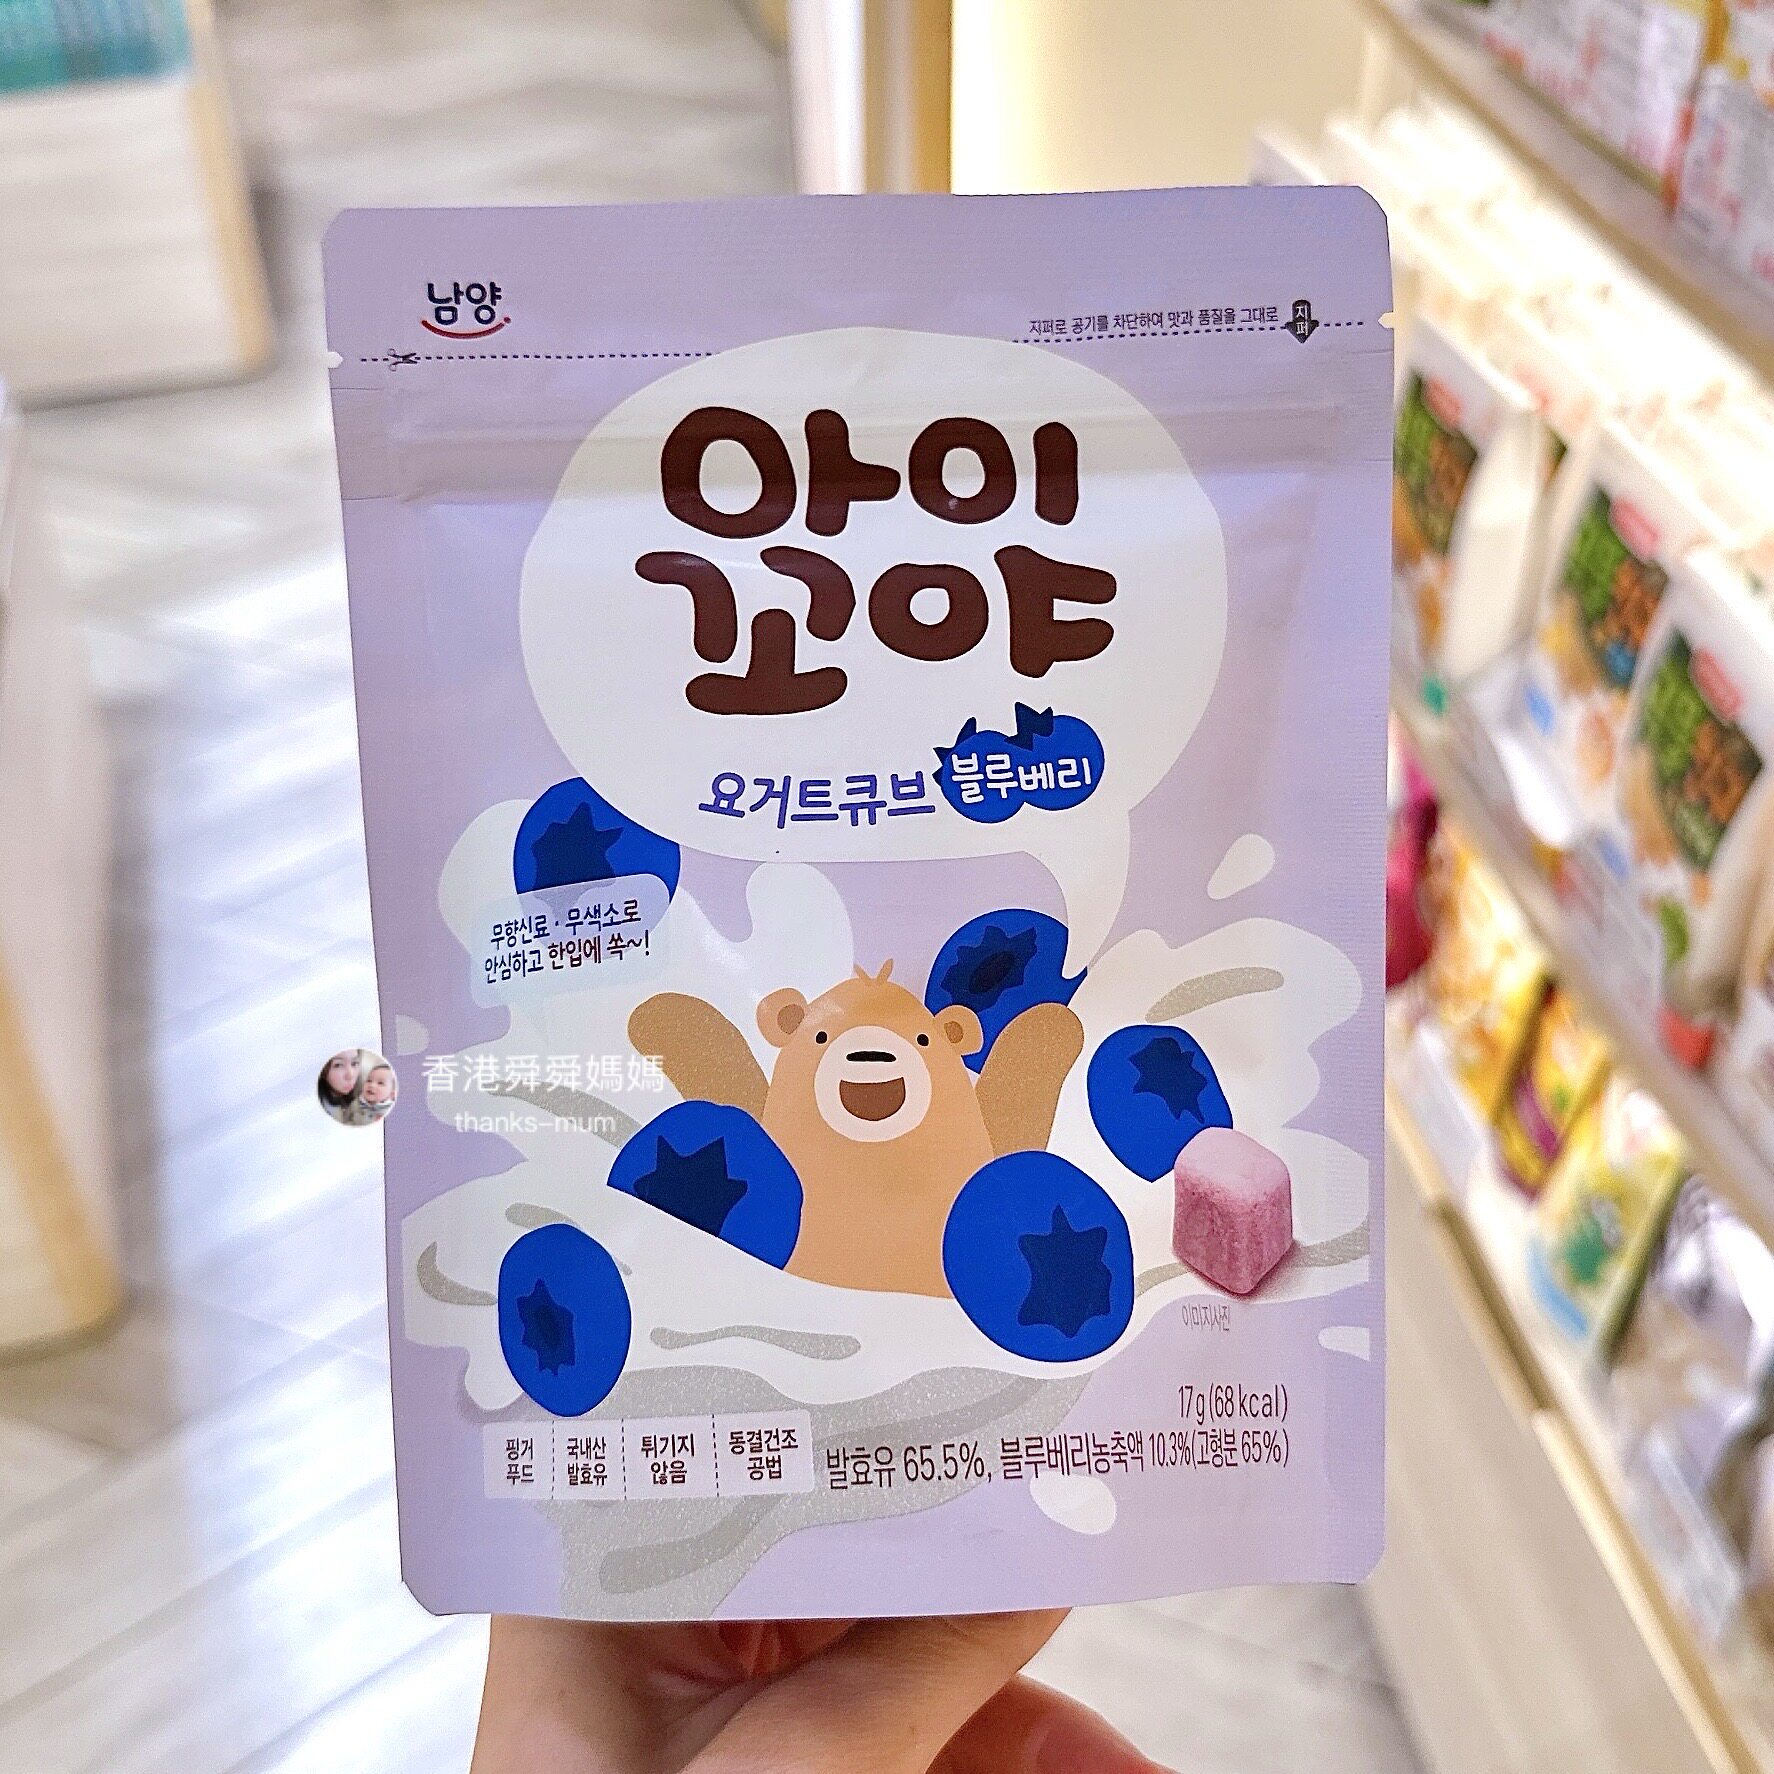 남양
지퍼로 공기를 차단하여 맛과 품질을 그대로
지퍼
아이
꼬야
요거트큐브 블루베리
무향신료·무색소로
안심하고 한입에 쏙~!
香港舜舜媽媽
thanks-mum
이미지사진
17g(68kcal)
발효유 65.5%, 블루베리농축액 10.3%(고형분 65%)
핑거
푸드
국내산
발효유
튀기지
않음
동결건조
공법